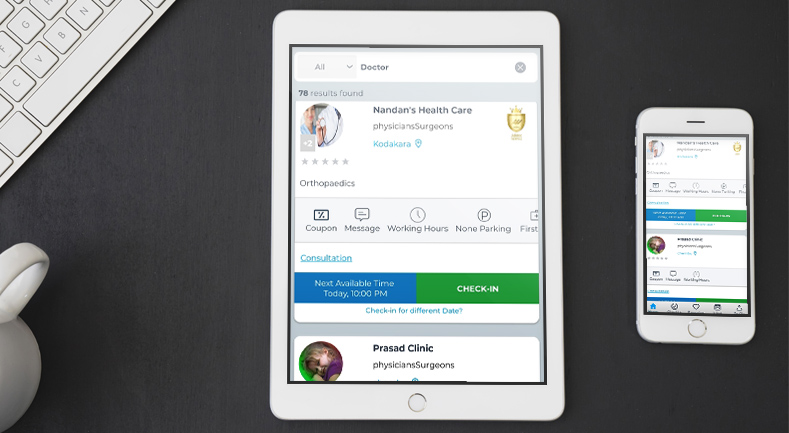 All
Doctor
78 results found
Nandan's Health Care
physiciansSurgeons
Kodakara
+2
Orthopaedics
Coupon Message Working Hours None Parking First
Consultation
Next Available Time
Today, 10:00 PM
CHECK-IN
Check-in for different Date?
Prasad Clinic
physiciansSurgeons
Nandan's Health Care
physiciansSurgeons
Kodakara
Orthopaedics
Coupon Message Working Hours None Parking
Consultation
CHECK-IN
Prasad Clinic
physiciansSurgeons
Coupon Message Working Hours
Consultation
B
N
V
C